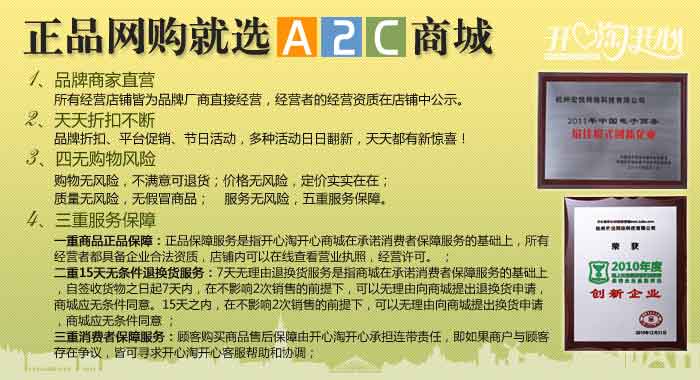 正品网购就选A2C商城
开心淘开心
1、品牌商家直营
所有经营店铺皆为品牌厂商直接经营，经营者的经营资质在店铺中公示。
2、天天折扣不断
品牌折扣、平台促销、节日活动，多种活动日日翻新，天天都有新惊喜！
3、四无购物风险
购物无风险，不满意可退货；价格无风险，定价实实在在；
质量无风险，无假冒商品；　服务无风险，五重服务保障。
4、三重服务保障
一重商品正品保障：正品保障服务是指开心淘开心商城在承诺消费者保障服务的基础上，所有
经营者都具备企业合法资质，店铺内可以在线查看营业执照，经营许可。；
二重15天无条件退换货服务：7天无理由退换货服务是指商城在承诺消费者保障服务的基础上
，自签收货物之日起7天内，在不影响2次销售的前提下，可以无理由向商城提出退换货申请，
商城应无条件同意。15天之内，在不影响2次销售的前提下，可以无理由向商城提出换货申请
，商城应无条件同意；
三重消费者保障服务：顾客购买商品售后保障由开心淘开心承担连带责任，即如果商户与顾客
存在争议，皆可寻求开心淘开心客服帮助和协调；
杭州宏悦网络科技有限公司
2011年中国电子商务
最佳模式创新企业
荣获
2010年度
创新企业